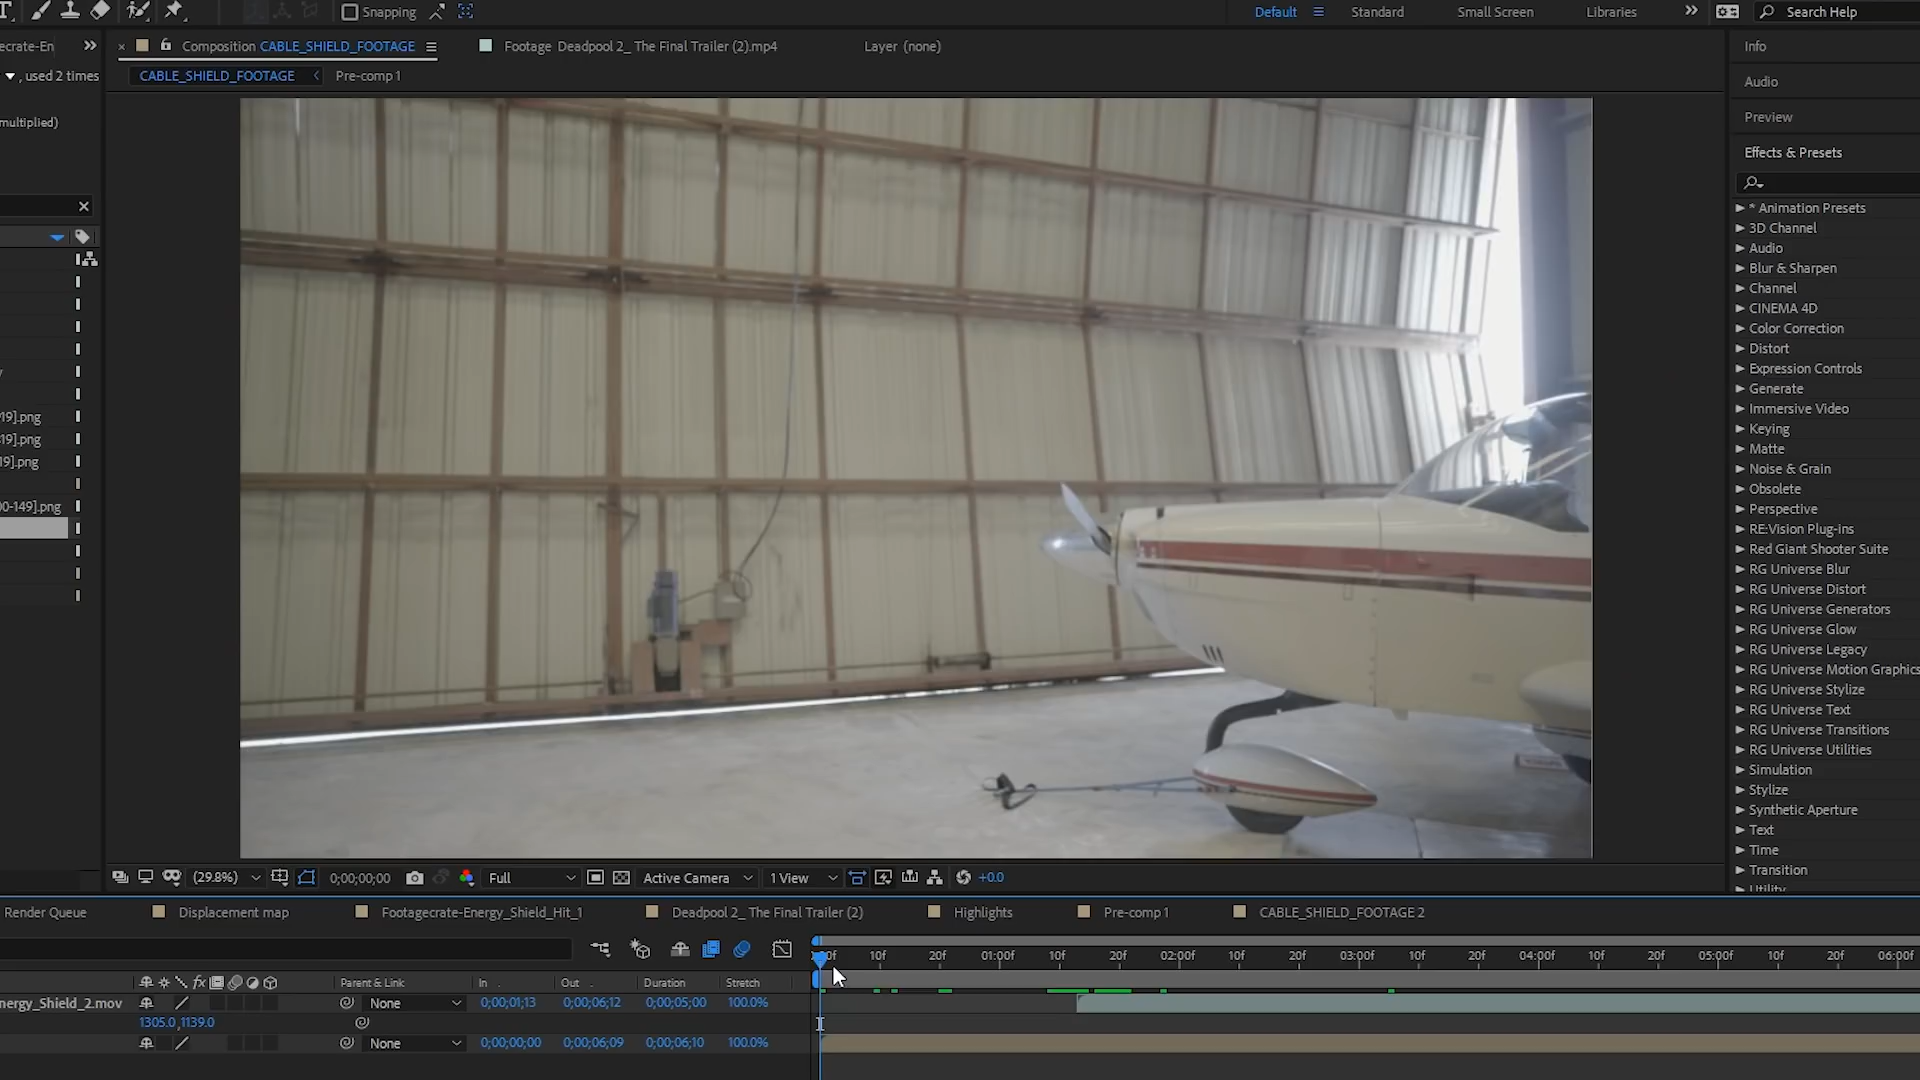 Snapping
Default
Standard
Small Screen
Libraries
Search Help
ecrate-En
Composition CABLE_SHIELD_FOOTAGE
Footage Deadpool 2_ The Final Trailer (2).mp4
Layer (none)
, used 2 times
CABLE_SHIELD_FOOTAGE
Pre-comp 1
multiplied)
19].png
19].png
19].png
00-149].png
Info
Audio
Preview
Effects & Presets
* Animation Presets
3D Channel
Audio
Blur & Sharpen
Channel
CINEMA 4D
Color Correction
Distort
Expression Controls
Generate
Immersive Video
Keying
Matte
Noise & Grain
Obsolete
Perspective
RE:Vision Plug-ins
Red Giant Shooter Suite
RG Universe Blur
RG Universe Distort
RG Universe Generators
RG Universe Glow
RG Universe Legacy
RG Universe Motion Graphics
RG Universe Stylize
RG Universe Text
RG Universe Transitions
RG Universe Utilities
Simulation
Stylize
Synthetic Aperture
Text
Time
Transition
Utility
(29.8%)
0;00;00;00
Full
Active Camera
1 View
+0.0
Render Queue
Displacement map
Footagecrate-Energy_Shield_Hit_1
Deadpool 2_ The Final Trailer (2)
Highlights
Pre-comp 1
CABLE_SHIELD_FOOTAGE 2
10f 20f 01:00f 10f 20f 02:00f 10f 20f 03:00f 10f 20f 04:00f 10f 20f 05:00f 10f 20f 06:00f
Parent & Link In Out Duration Stretch
nergy_Shield_2.mov None 0;00;01;13 0;00;06;12 0;00;05;00 100.0%
1305.0,1139.0
None 0;00;00;00 0;00;06;09 0;00;06;10 100.0%